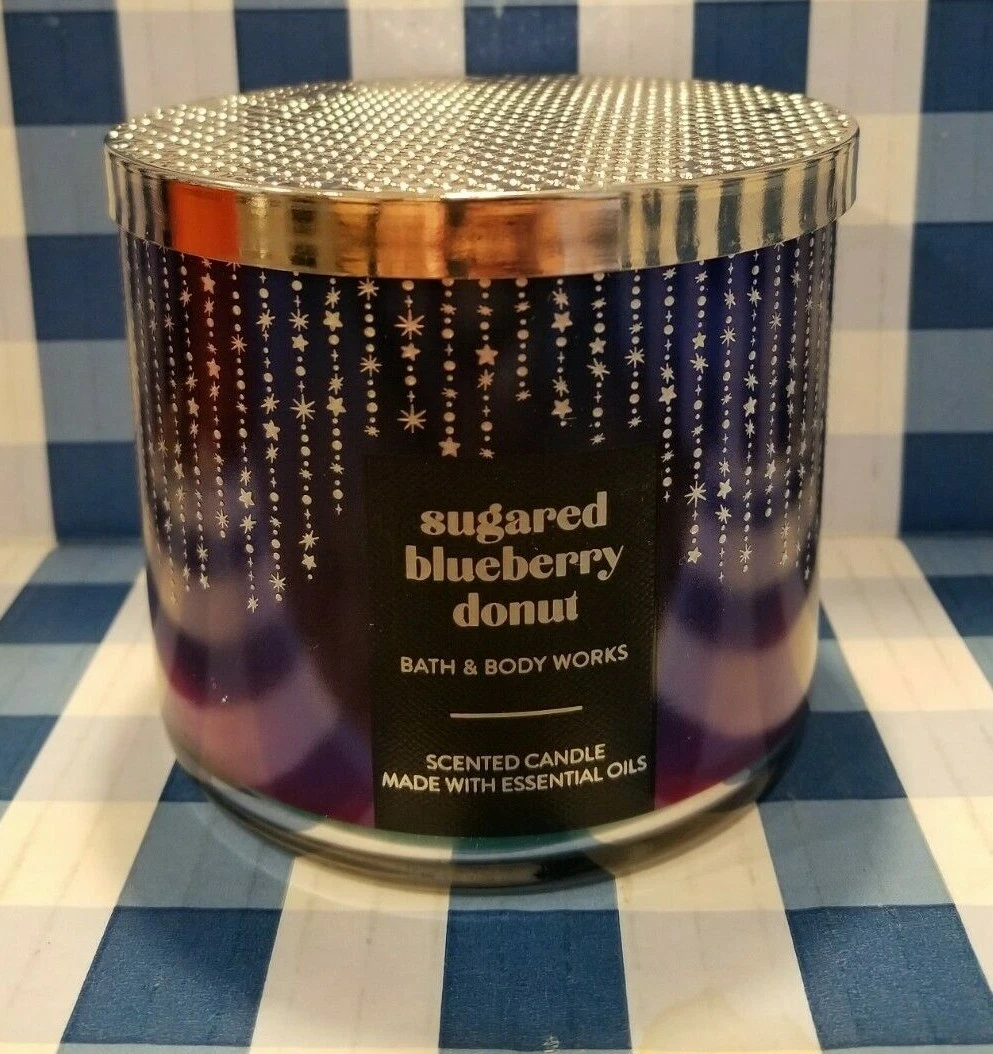 sugared
blueberry
donut
BATH & BODY WORKS
SCENTED CANDLE
MADE WITH ESSENTIAL OILS